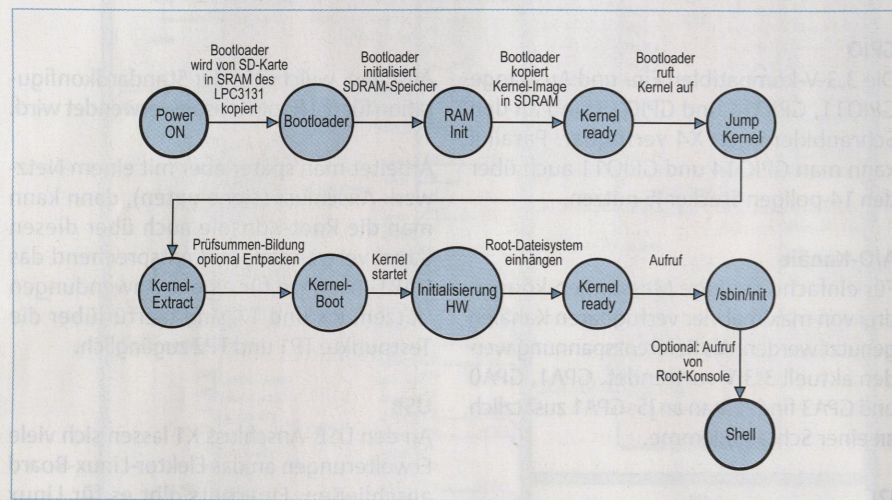 Bootloader
wird von SD-Karte
in SRAM des
LPC3131
kopiert
Bootloader
initialisiert
SDRAM-Speicher
Bootloader
kopiert
Kernel-Image
in SDRAM
Bootloader
ruft
Kernel auf
Power
ON
Bootloader
RAM
Init
Kernel
ready
Jump
Kernel
Prüfsummen-Bildung
optional Entpacken
Kernel
startet
Root-Dateisystem
einhängen
Aufruf
Kernel-
Extract
Kernel-
Boot
Initialisierung
HW
Kernel
ready
/sbin/init
Optional: Aufruf
von
Root-Konsole
Shell